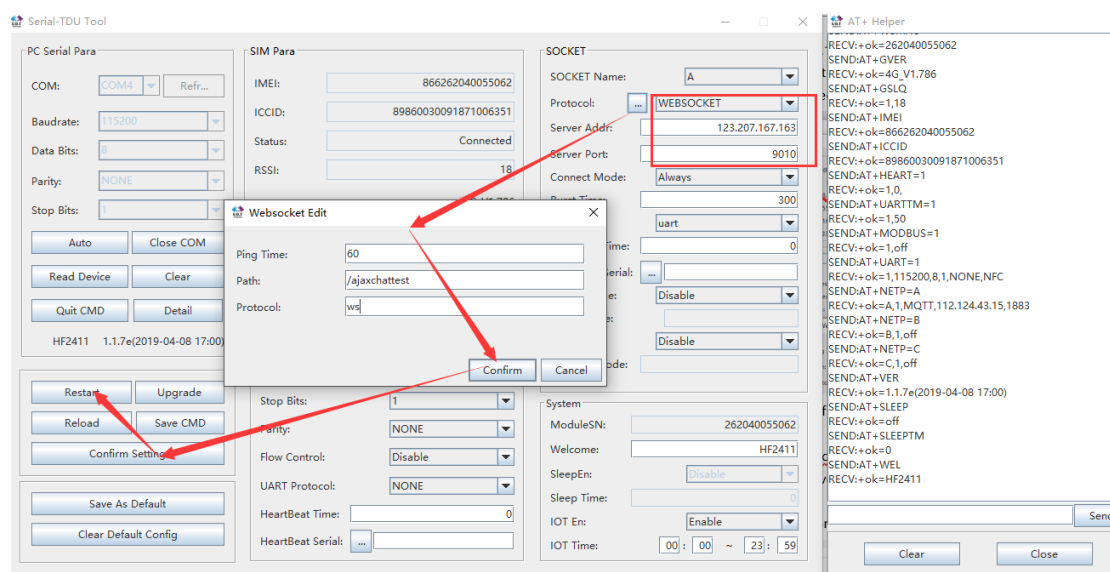 Serial-TDU Tool
PC Serial Para
COM: COM4 Refr...
Baudrate: 115200
Data Bits: 8
Parity: NONE
Stop Bits: 1
Auto Close COM
Read Device Clear
Quit CMD Detail
HF2411 1.1.7e(2019-04-08 17:00)
Restart Upgrade
Reload Save CMD
Confirm Settings
Save As Default
Clear Default Config
SIM Para
IMEI: 866262040055062
ICCID: 89860030091871006351
Status: Connected
RSSI: 18
Websocket Edit
Ping Time: 60
Path: /ajaxchattest
Protocol: ws
Confirm Cancel
Stop Bits: 1
Parity: NONE
Flow Control: Disable
UART Protocol: NONE
HeartBeat Time: 0
HeartBeat Serial: ...
SOCKET
SOCKET Name: A
Protocol: ... WEBSOCKET
Server Addr: 123.207.167.163
Server Port: 9010
Connect Mode: Always
300
uart
ime: 0
Serial: ...
e: Disable
e:
Disable
ode:
System
ModuleSN: 262040055062
Welcome: HF2411
SleepEn: Disable
Sleep Time: 0
IOT En: Enable
IOT Time: 00 : 00 ~ 23 : 59
AT+ Helper
RECV:+ok=262040055062
SEND:AT+GVER
RECV:+ok=4G_V1.786
SEND:AT+GSLQ
RECV:+ok=1,18
SEND:AT+IMEI
RECV:+ok=866262040055062
SEND:AT+ICCID
RECV:+ok=89860030091871006351
SEND:AT+HEART=1
RECV:+ok=1,0,
SEND:AT+UARTTM=1
RECV:+ok=1,50
SEND:AT+MODBUS=1
RECV:+ok=1,off
SEND:AT+UART=1
RECV:+ok=1,115200,8,1,NONE,NFC
SEND:AT+NETP=A
RECV:+ok=A,1,MQTT,112.124.43.15,1883
SEND:AT+NETP=B
RECV:+ok=B,1,off
SEND:AT+NETP=C
RECV:+ok=C,1,off
SEND:AT+VER
RECV:+ok=1.1.7e(2019-04-08 17:00)
SEND:AT+SLEEP
RECV:+ok=off
SEND:AT+SLEEPTM
RECV:+ok=0
SEND:AT+WEL
RECV:+ok=HF2411
Send
Clear Close